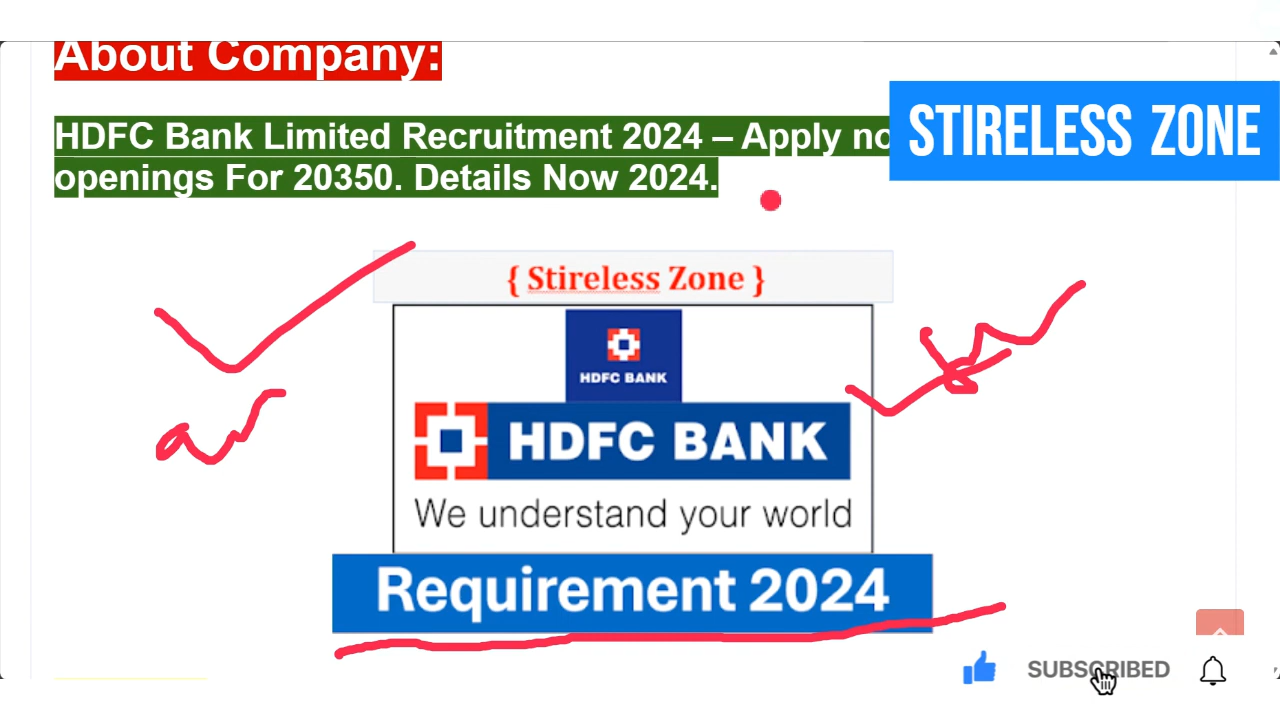 About Company:
HDFC Bank Limited Recruitment 2024 – Apply no
STIRELESS ZONE
openings For 20350. Details Now 2024.
{ Stireless Zone }
HDFC BANK
HDFC BANK
We understand your world
Requirement 2024
SUBSCRIBED